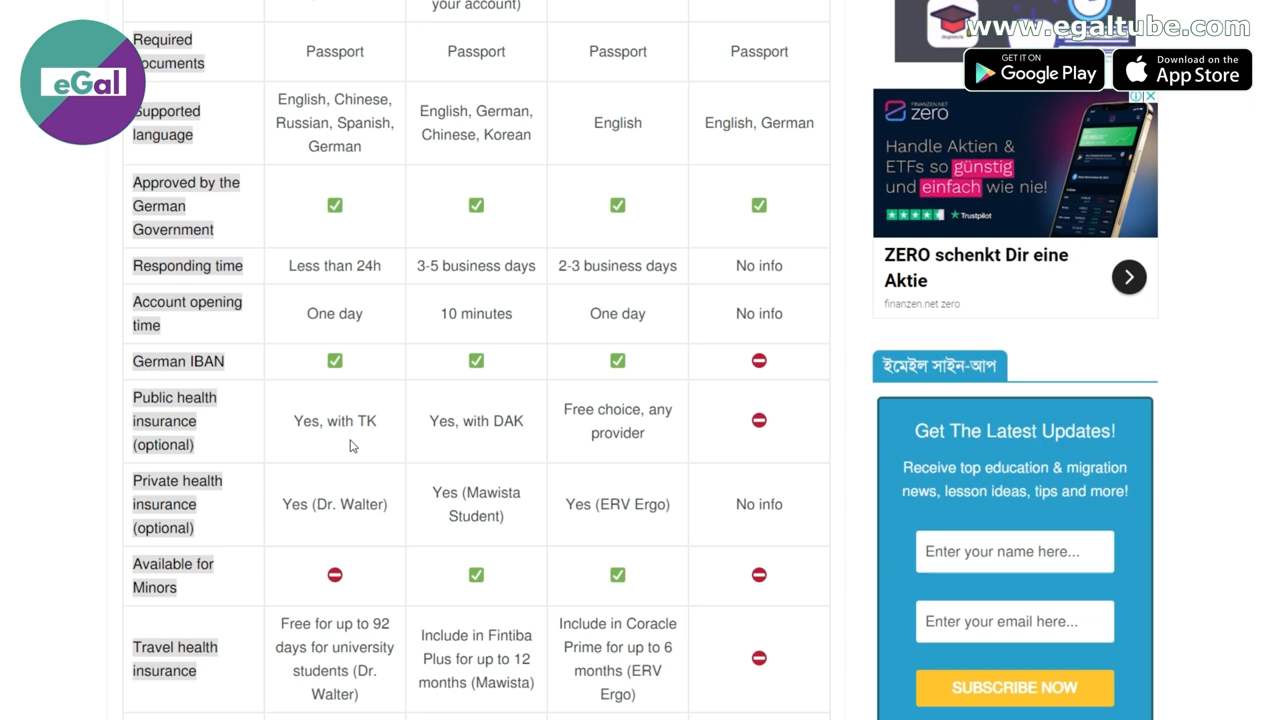 your account)
www.egaltube.com
eGal
Required
documents
Passport
Passport
Passport
Passport
GET IT ON
Google Play
Download on the
App Store
Supported
language
English, Chinese,
Russian, Spanish,
German
English, German,
Chinese, Korean
English
English, German
FINANZEN.NET
zero
Handle Aktien &
ETFs so günstig
und einfach wie nie!
Trustpilot
Approved by the
German
Government
Responding time
Less than 24h
3-5 business days
2-3 business days
No info
ZERO schenkt Dir eine
Aktie
finanzen.net zero
Account opening
time
One day
10 minutes
One day
No info
German IBAN
Public health
insurance
(optional)
Yes, with TK
Yes, with DAK
Free choice, any
provider
Private health
insurance
(optional)
Yes (Dr. Walter)
Yes (Mawista
Student)
Yes (ERV Ergo)
No info
Available for
Minors
Travel health
insurance
Free for up to 92
days for university
students (Dr.
Walter)
Include in Fintiba
Plus for up to 12
months (Mawista)
Include in Coracle
Prime for up to 6
months (ERV
Ergo)
ইমেইল সাইন-আপ
Get The Latest Updates!
Receive top education & migration
news, lesson ideas, tips and more!
Enter your name here...
Enter your email here...
SUBSCRIBE NOW